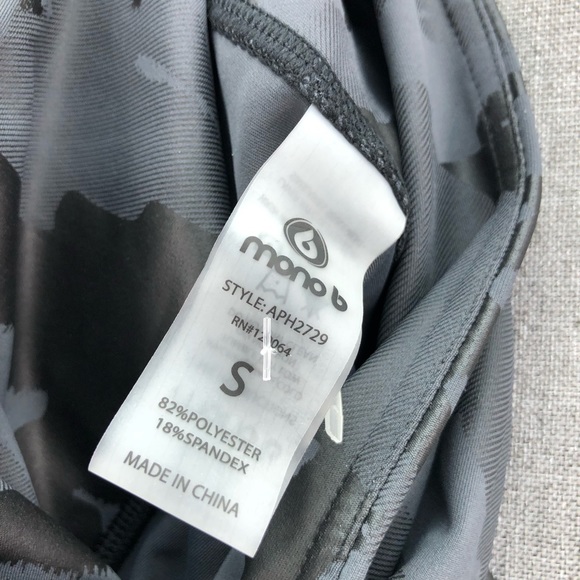 mono b
STYLE: APH2729
S
82%POLYESTER
18%SPANDEX
MADE IN CHINA